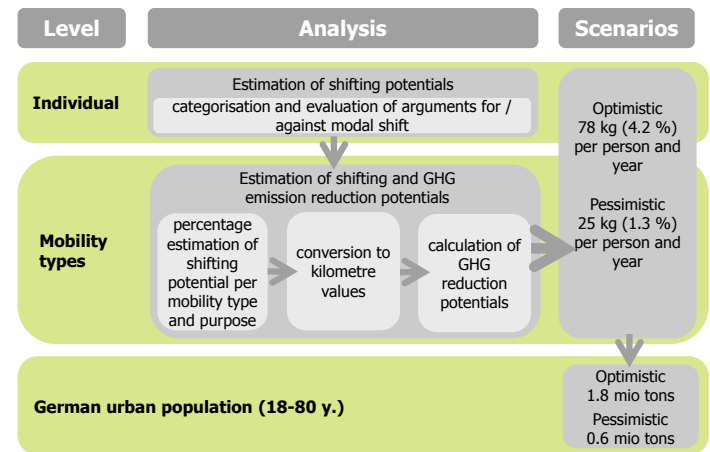 Level
Analysis
Scenarios
Individual
Estimation of shifting potentials
categorisation and evaluation of arguments for /
against modal shift
Optimistic
78 kg (4.2 %)
per person and
year
Pessimistic
25 kg (1.3 %)
per person and
year
Mobility
types
Estimation of shifting and GHG
emission reduction potentials
percentage
estimation of
shifting
potential per
mobility type
and purpose
conversion to
kilometre
values
calculation of
GHG
reduction
potentials
German urban population (18-80 y.)
Optimistic
1.8 mio tons
Pessimistic
0.6 mio tons